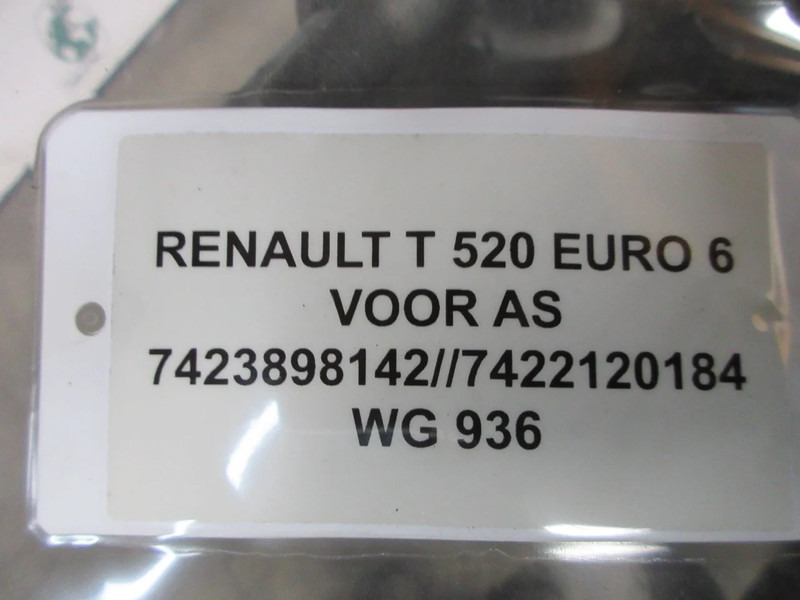 RENAULT T 520 EURO 6
VOOR AS
7423898142//7422120184
WG 936